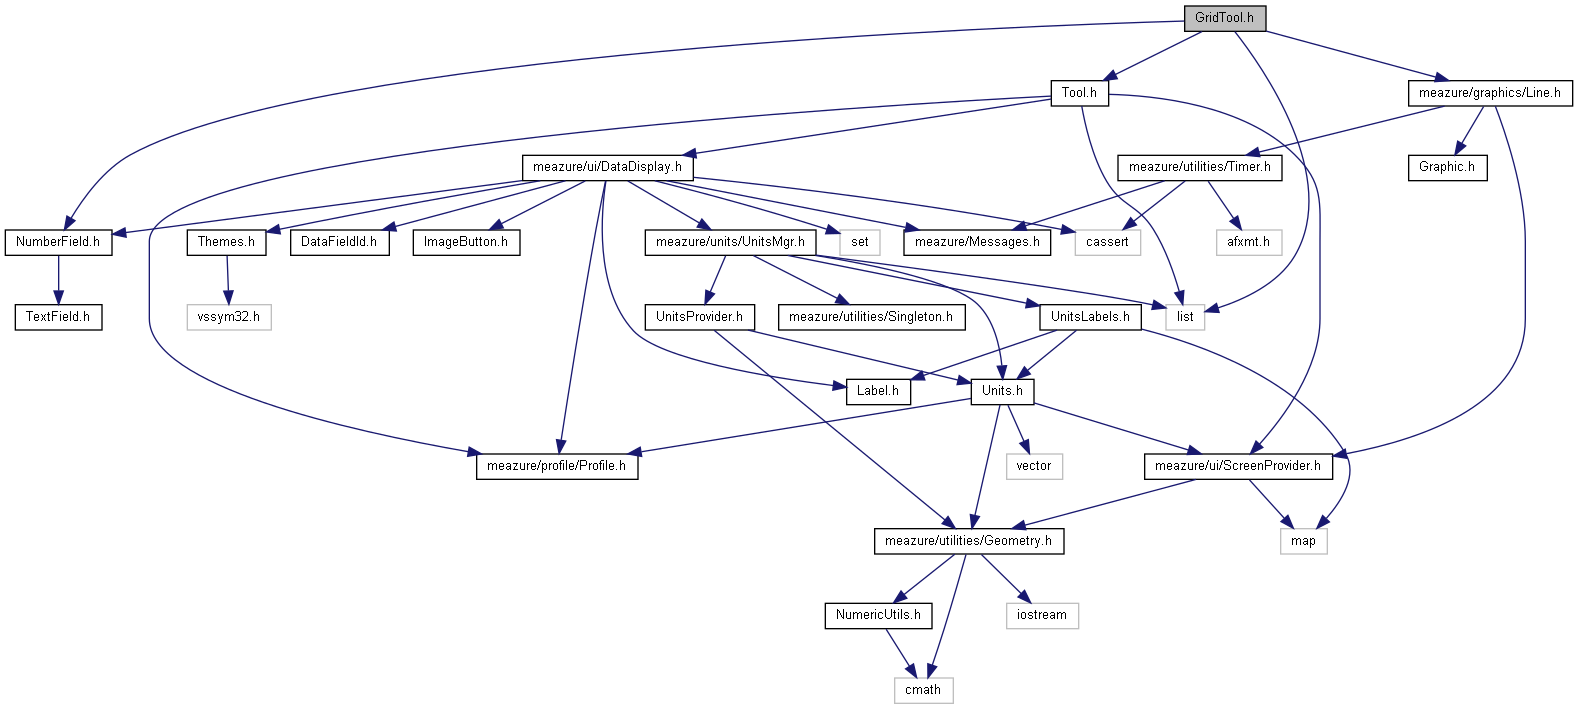 GridTool.h
Tool.h
meazure/graphics/Line.h
meazure/ui/DataDisplay.h
meazure/utilities/Timer.h
Graphic.h
NumberField.h
Themes.h
DataFieldId.h
ImageButton.h
meazure/units/UnitsMgr.h
set
meazure/Messages.h
cassert
afxmt.h
TextField.h
vssym32.h
UnitsProvider.h
meazure/utilities/Singleton.h
UnitsLabels.h
list
Label.h
Units.h
meazure/profile/Profile.h
vector
meazure/ui/ScreenProvider.h
meazure/utilities/Geometry.h
map
NumericUtils.h
iostream
cmath